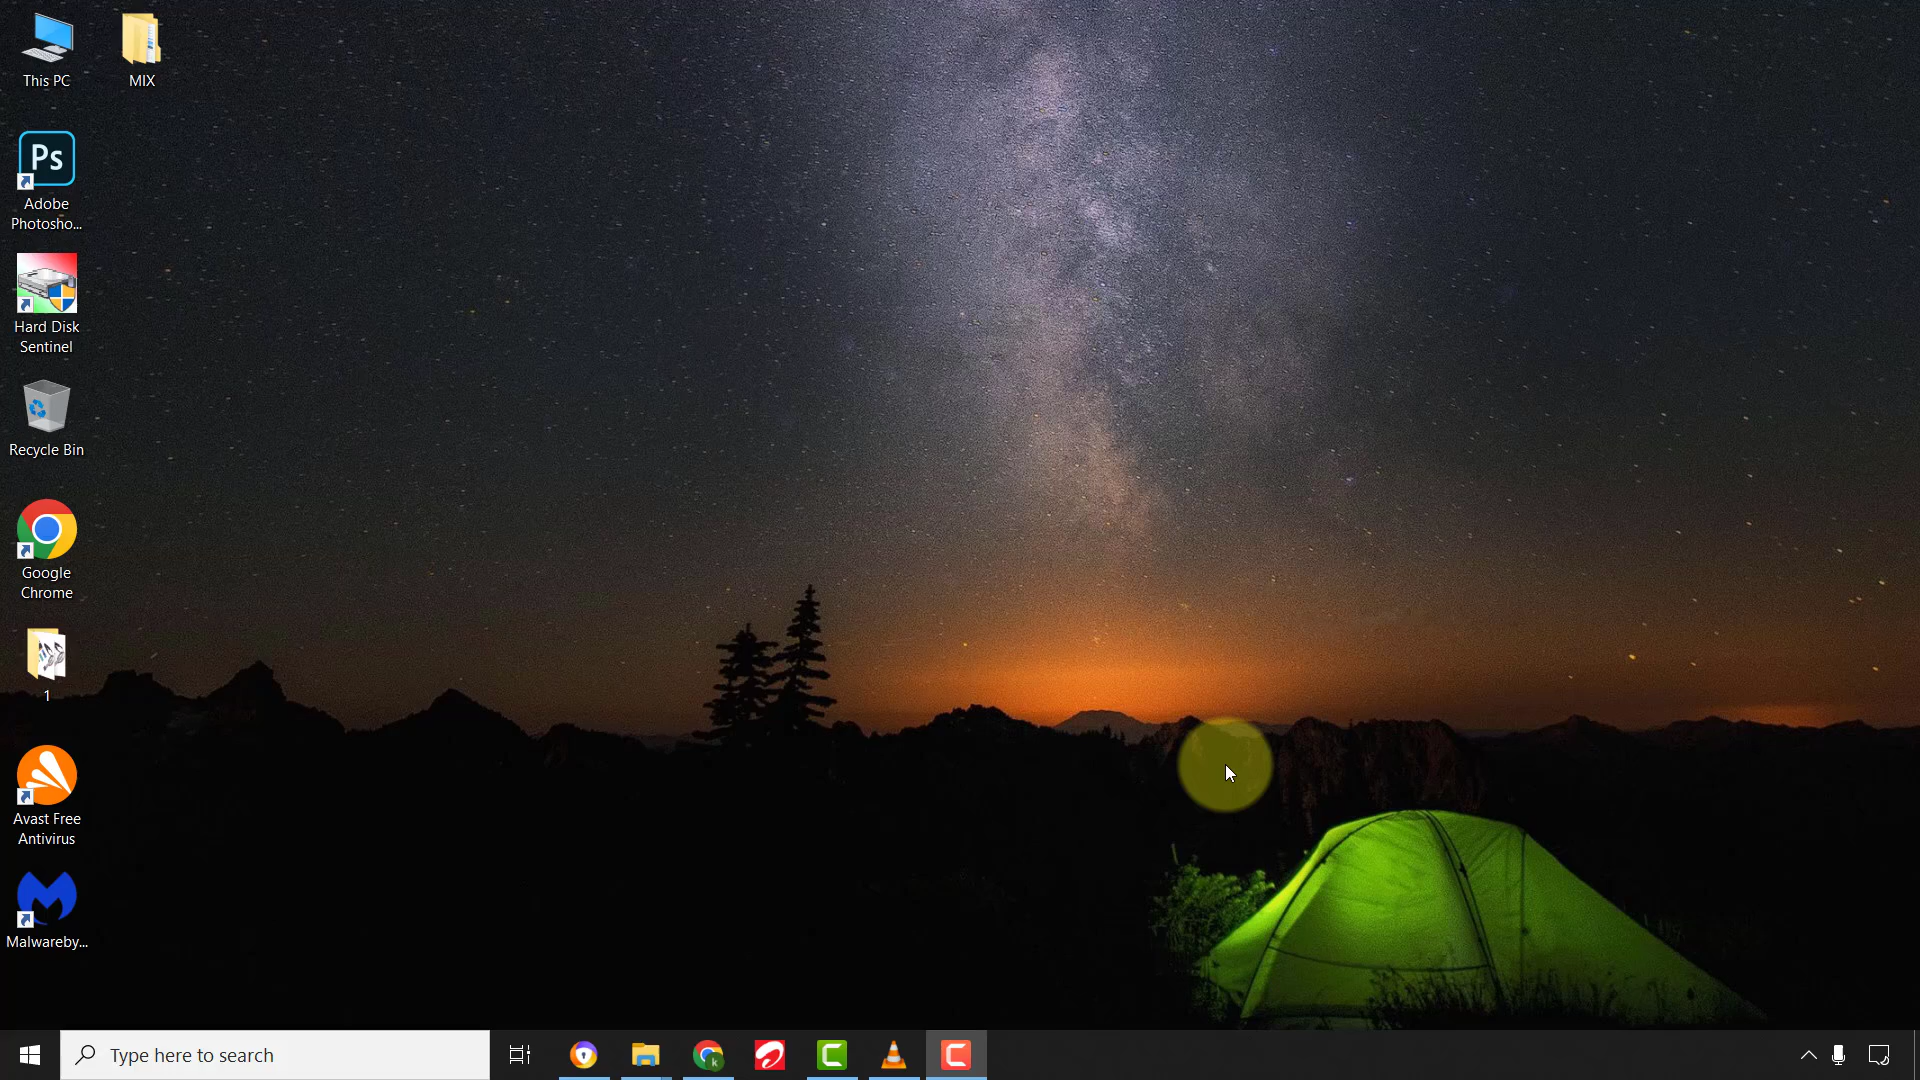 This PC
MIX
Ps
Adobe
Photosho...
Hard Disk
Sentinel
Recycle Bin
Google
Chrome
1
Avast Free
Antivirus
Malwareby...
Type here to search
k